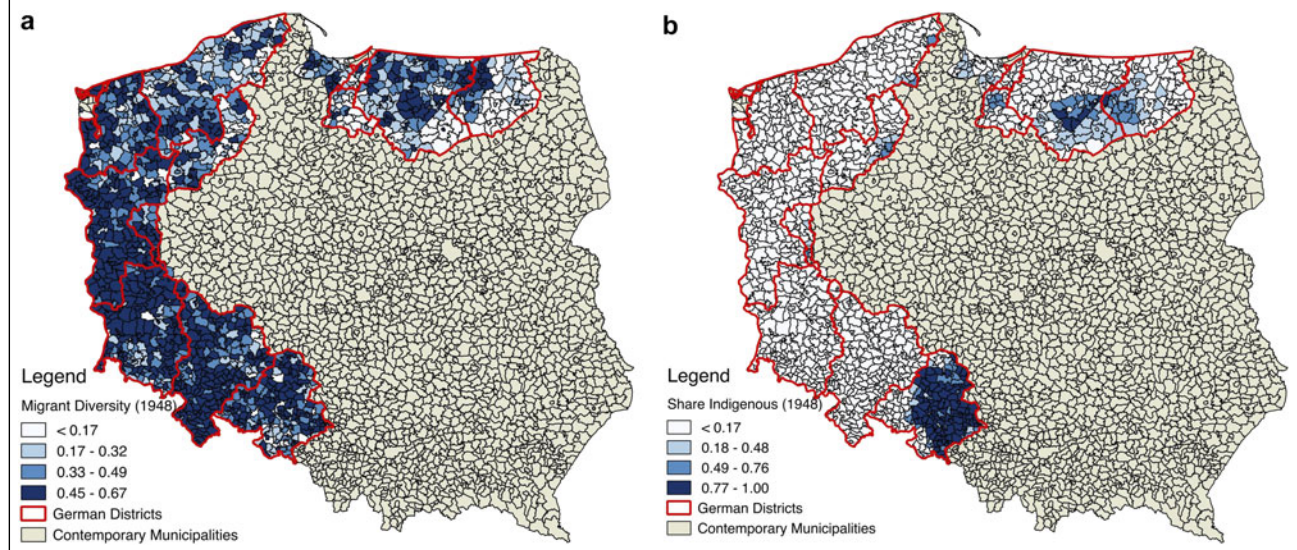 a
Legend
Migrant Diversity (1948)
< 0.17
0.17 - 0.32
0.33 - 0.49
0.45 - 0.67
German Districts
Contemporary Municipalities
b
Legend
Share Indigenous (1948)
< 0.17
0.18 - 0.48
0.49 - 0.76
0.77 - 1.00
German Districts
Contemporary Municipalities